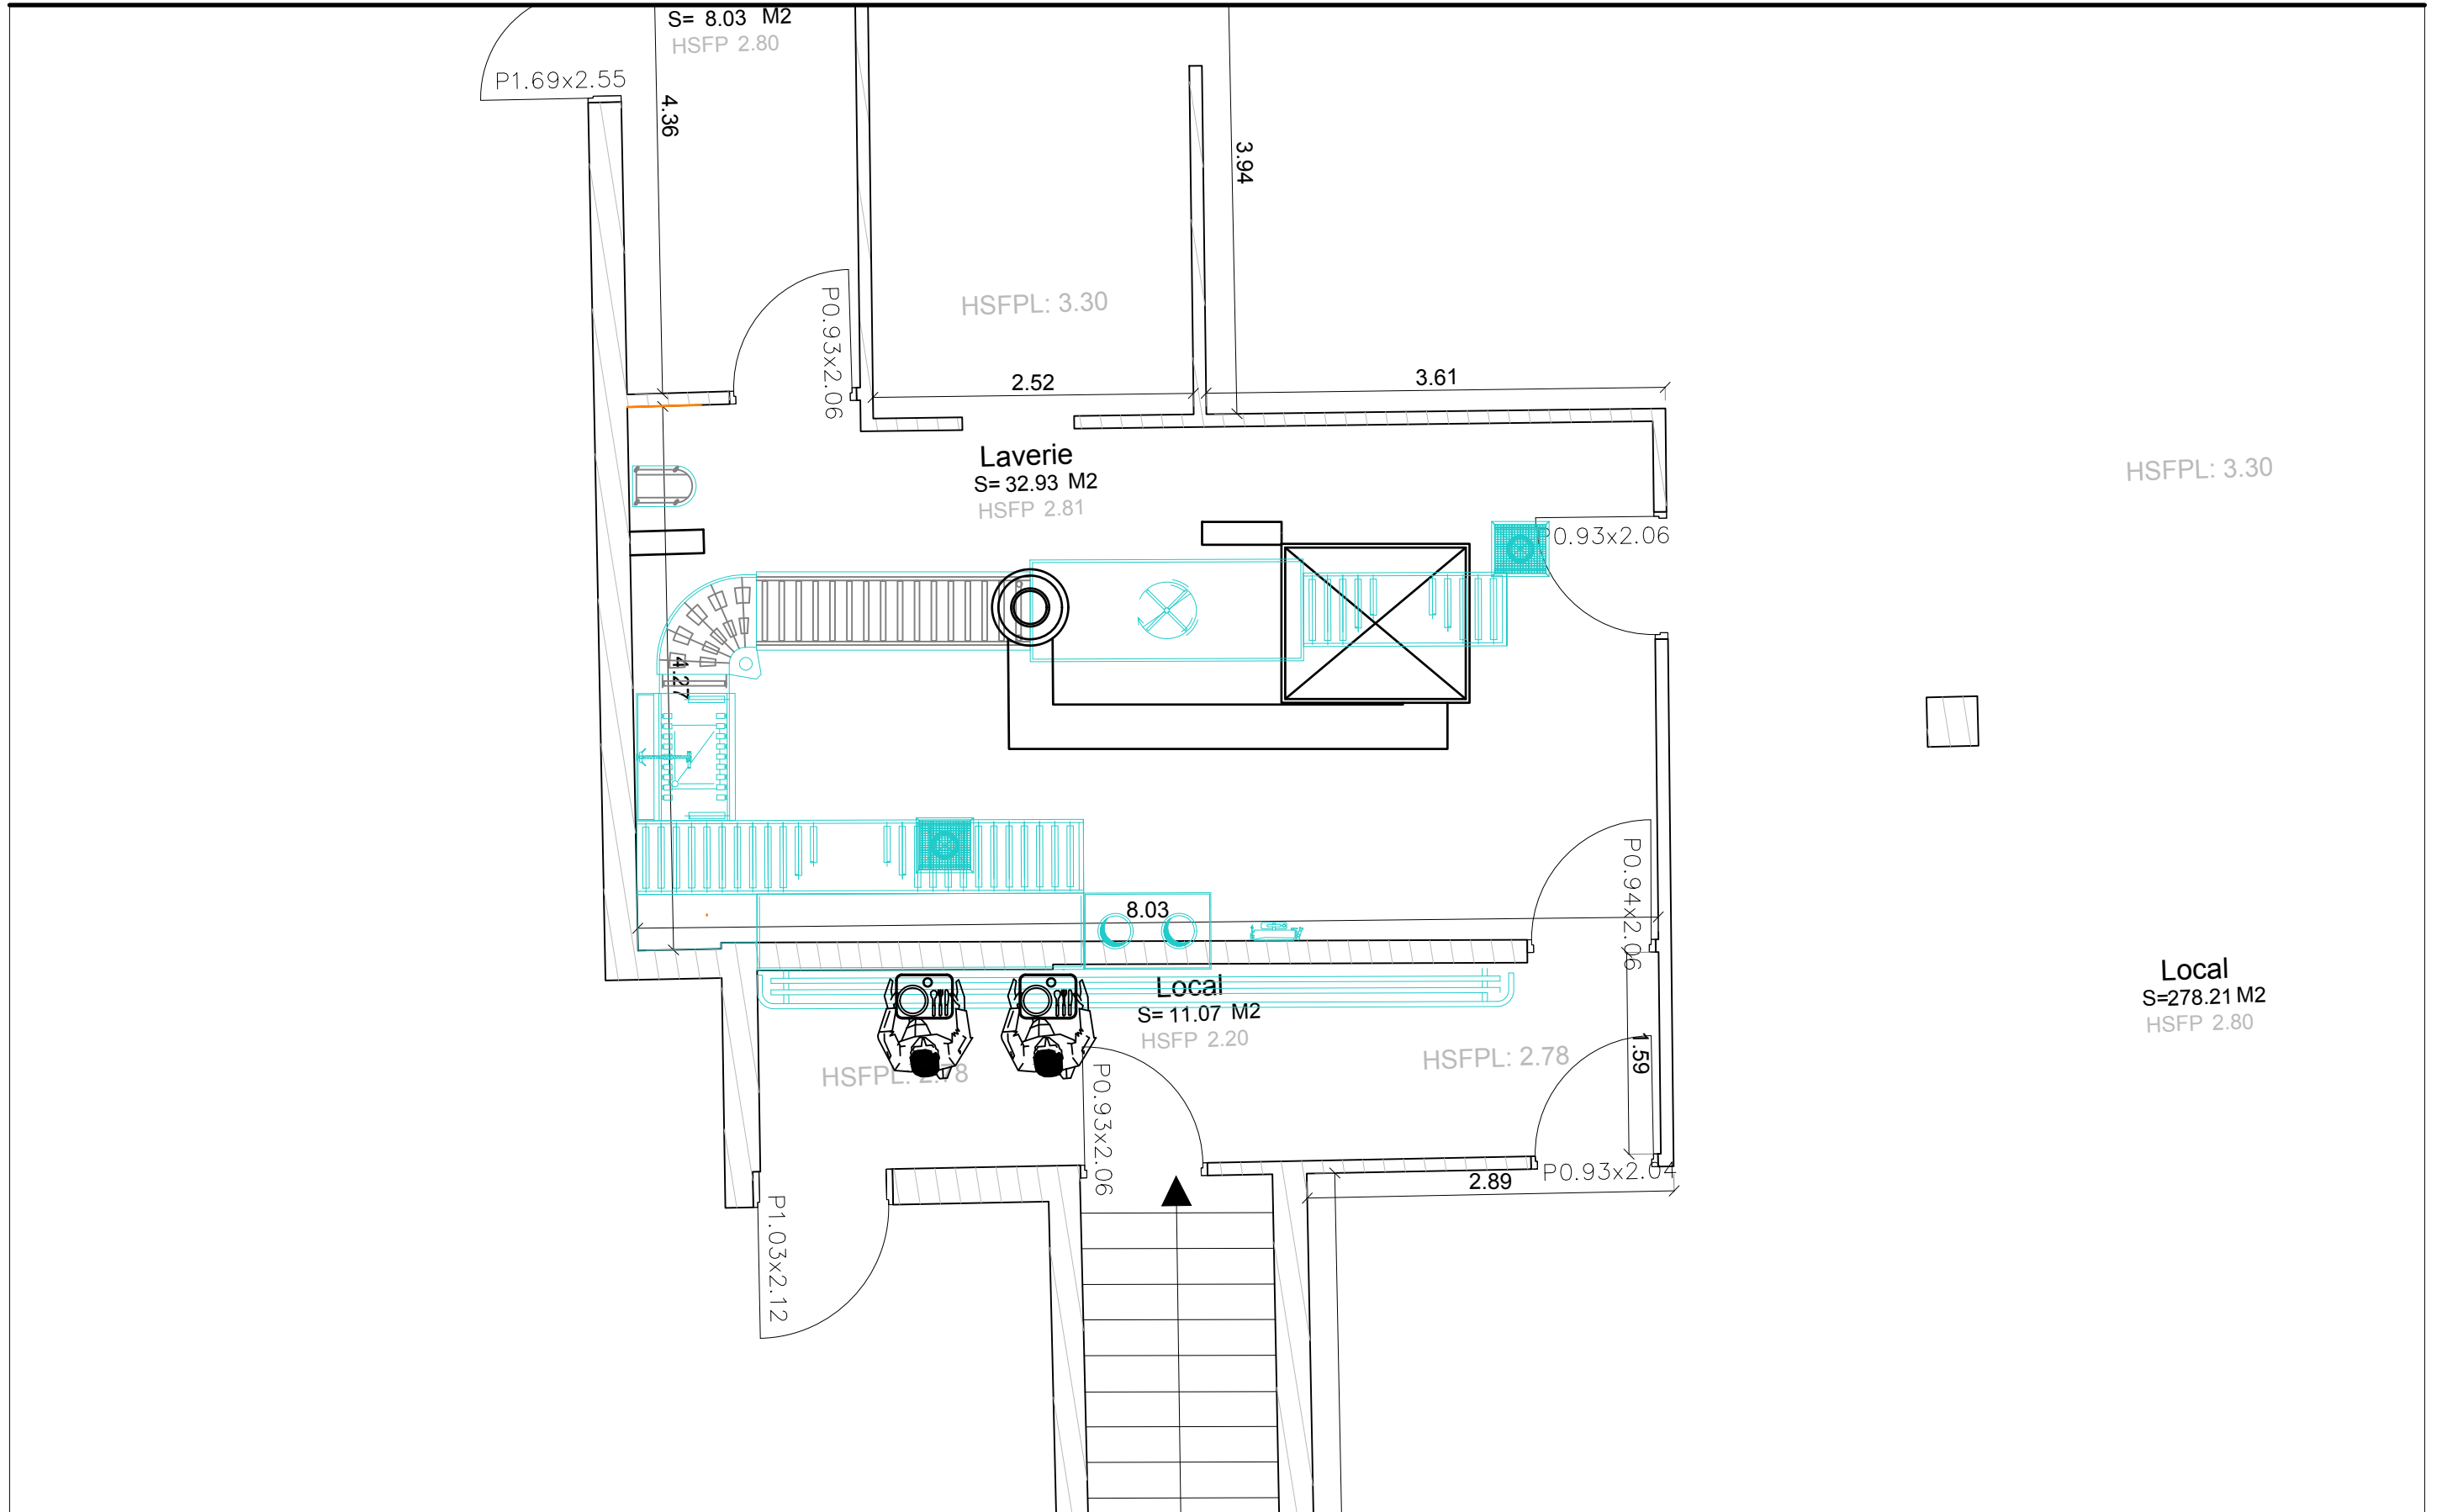 S= 8.03 M2
HSFP 2.80
P1.69x2.55
4.36
3.94
P0.93x2.06
HSFPL: 3.30
2.52
3.61
Laverie
S= 32.93 M2
HSFP 2.81
HSFPL: 3.30
P0.93x2.06
4.27
8.03
P0.94x2.06
Local
S= 11.07 M2
HSFP 2.20
Local
S=278.21 M2
HSFP 2.80
HSFPL: 2.78
HSFPL: 2.78
1.59
P0.93x2.06
P0.93x2.04
2.89
P1.03x2.12